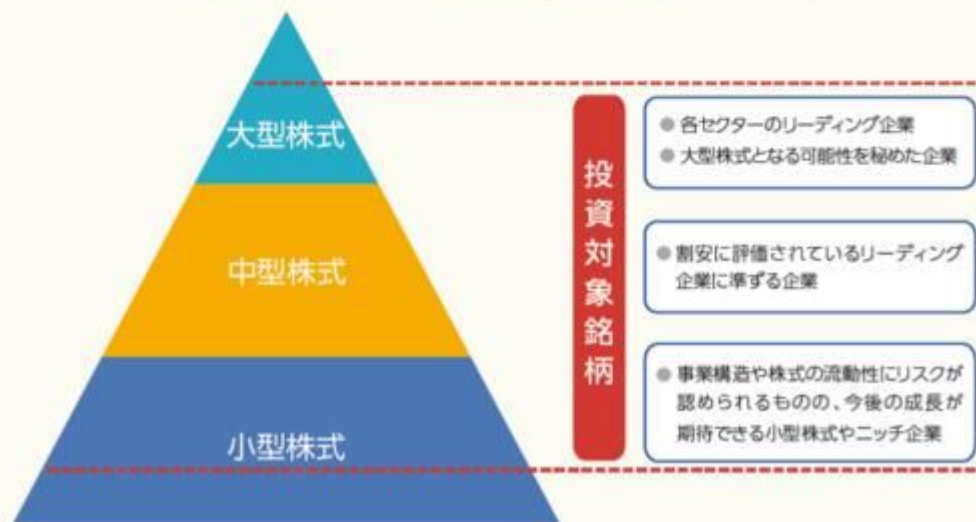 大型株式
中型株式
小型株式
投資対象銘柄
● 各セクターのリーディング企業
● 大型株式となる可能性を秘めた企業
● 割安に評価されているリーディング
企業に準ずる企業
● 事業構造や株式の流動性にリスクが
認められるものの、今後の成長が
期待できる小型株式やニッチ企業